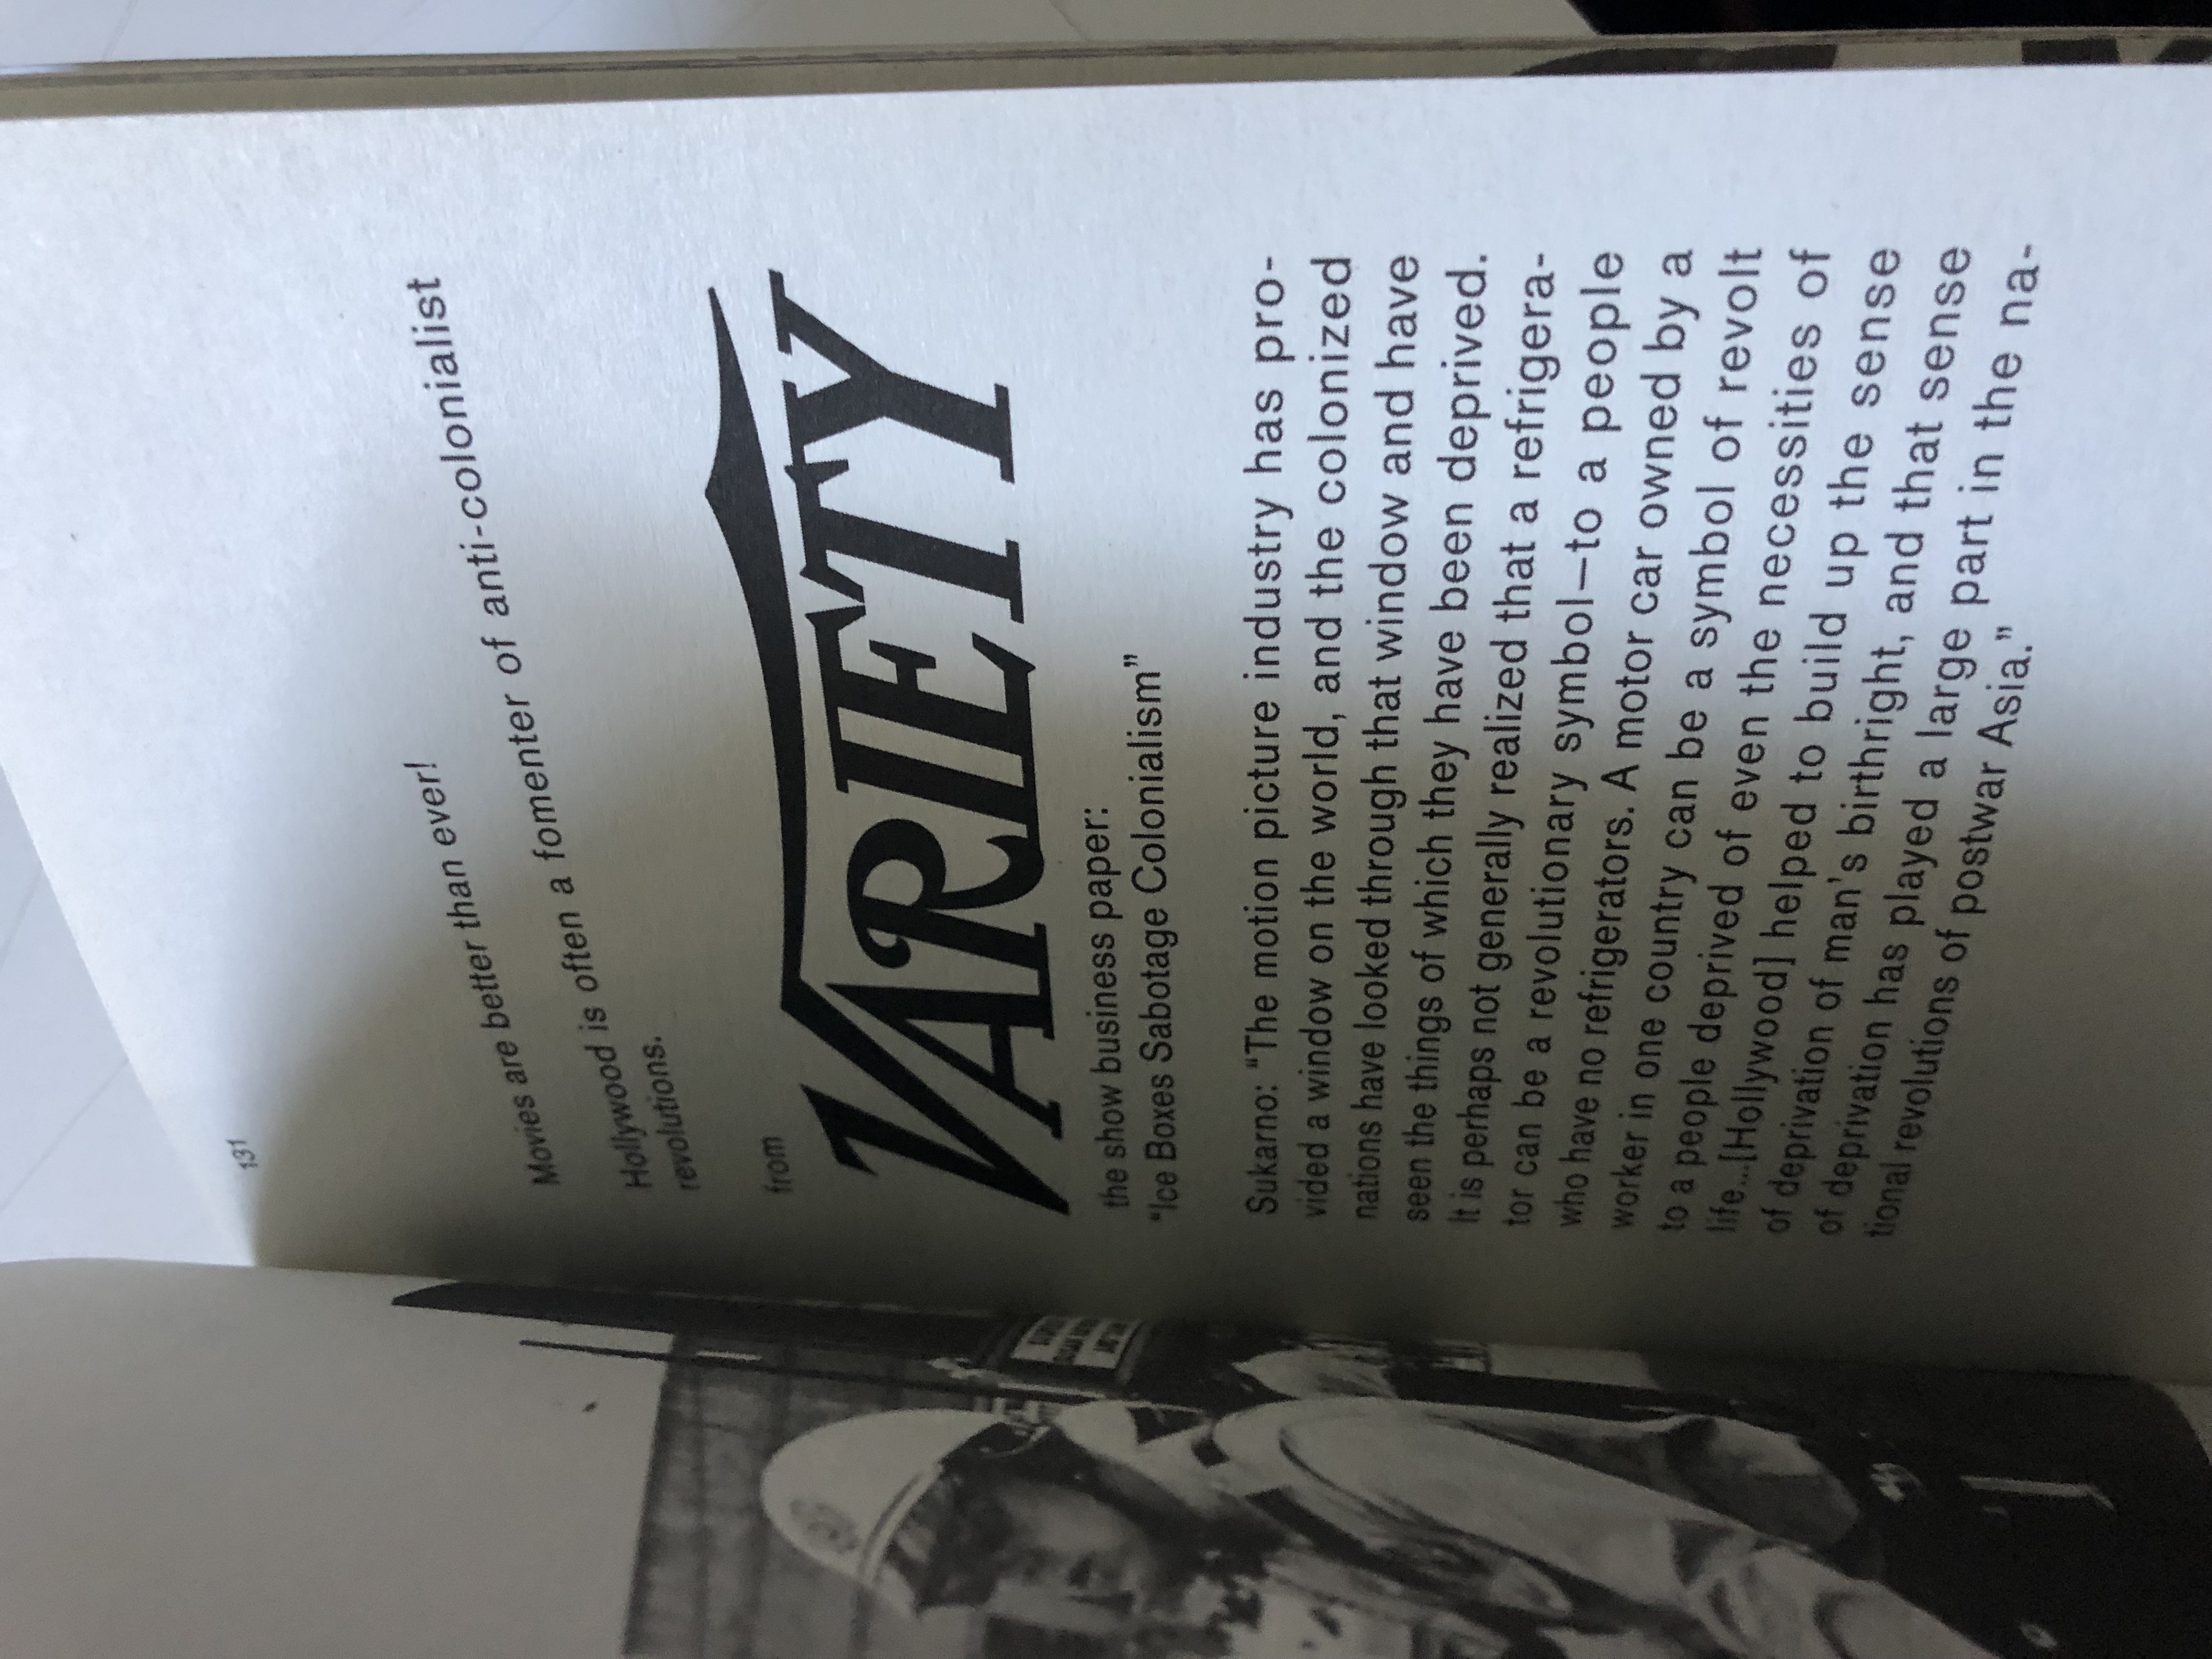 131
Movies are better than ever!
Hollywood is often a fomenter of anti-colonialist
revolutions.
from
VARIETY
the show business paper:
“Ice Boxes Sabotage Colonialism”
Sukarno: “The motion picture industry has pro-
vided a window on the world, and the colonized
nations have looked through that window and have
seen the things of which they have been deprived.
It is perhaps not generally realized that a refrigera-
tor can be a revolutionary symbol—to a people
who have no refrigerators. A motor car owned by a
worker in one country can be a symbol of revolt
to a people deprived of even the necessities of
life...[Hollywood] helped to build up the sense
of deprivation of man's birthright, and that sense
of deprivation has played a large part in the na-
tional revolutions of postwar Asia.”